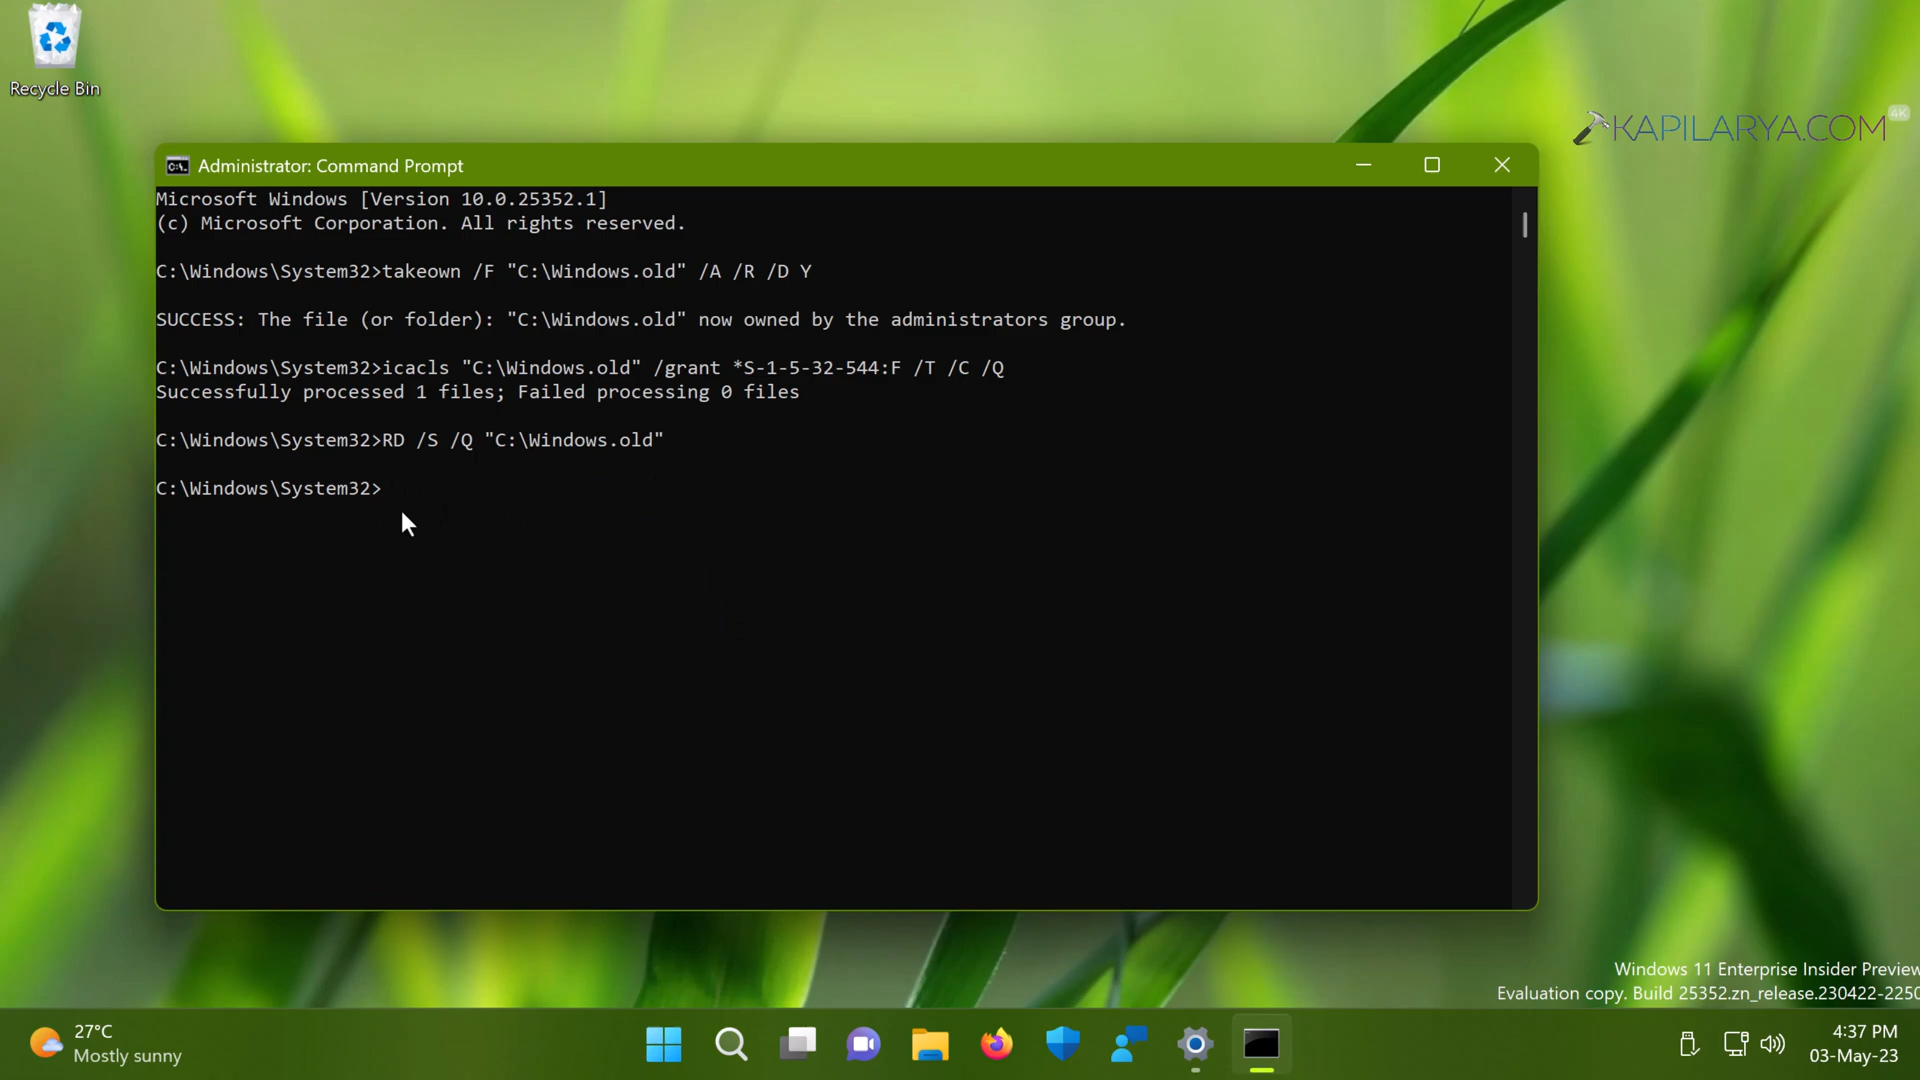 Recycle Bin
KAPILARYA.COM
4K
Administrator: Command Prompt
Microsoft Windows [Version 10.0.25352.1]
(c) Microsoft Corporation. All rights reserved.
C:\Windows\System32>takeown /F "C:\Windows.old" /A /R /D Y
SUCCESS: The file (or folder): "C:\Windows.old" now owned by the administrators group.
C:\Windows\System32>icacls "C:\Windows.old" /grant *S-1-5-32-544:F /T /C /Q
Successfully processed 1 files; Failed processing 0 files
C:\Windows\System32>RD /S /Q "C:\Windows.old"
C:\Windows\System32>
Windows 11 Enterprise Insider Preview
Evaluation copy. Build 25352.zn_release.230422-2250
27°C
Mostly sunny
4:37 PM
03-May-23